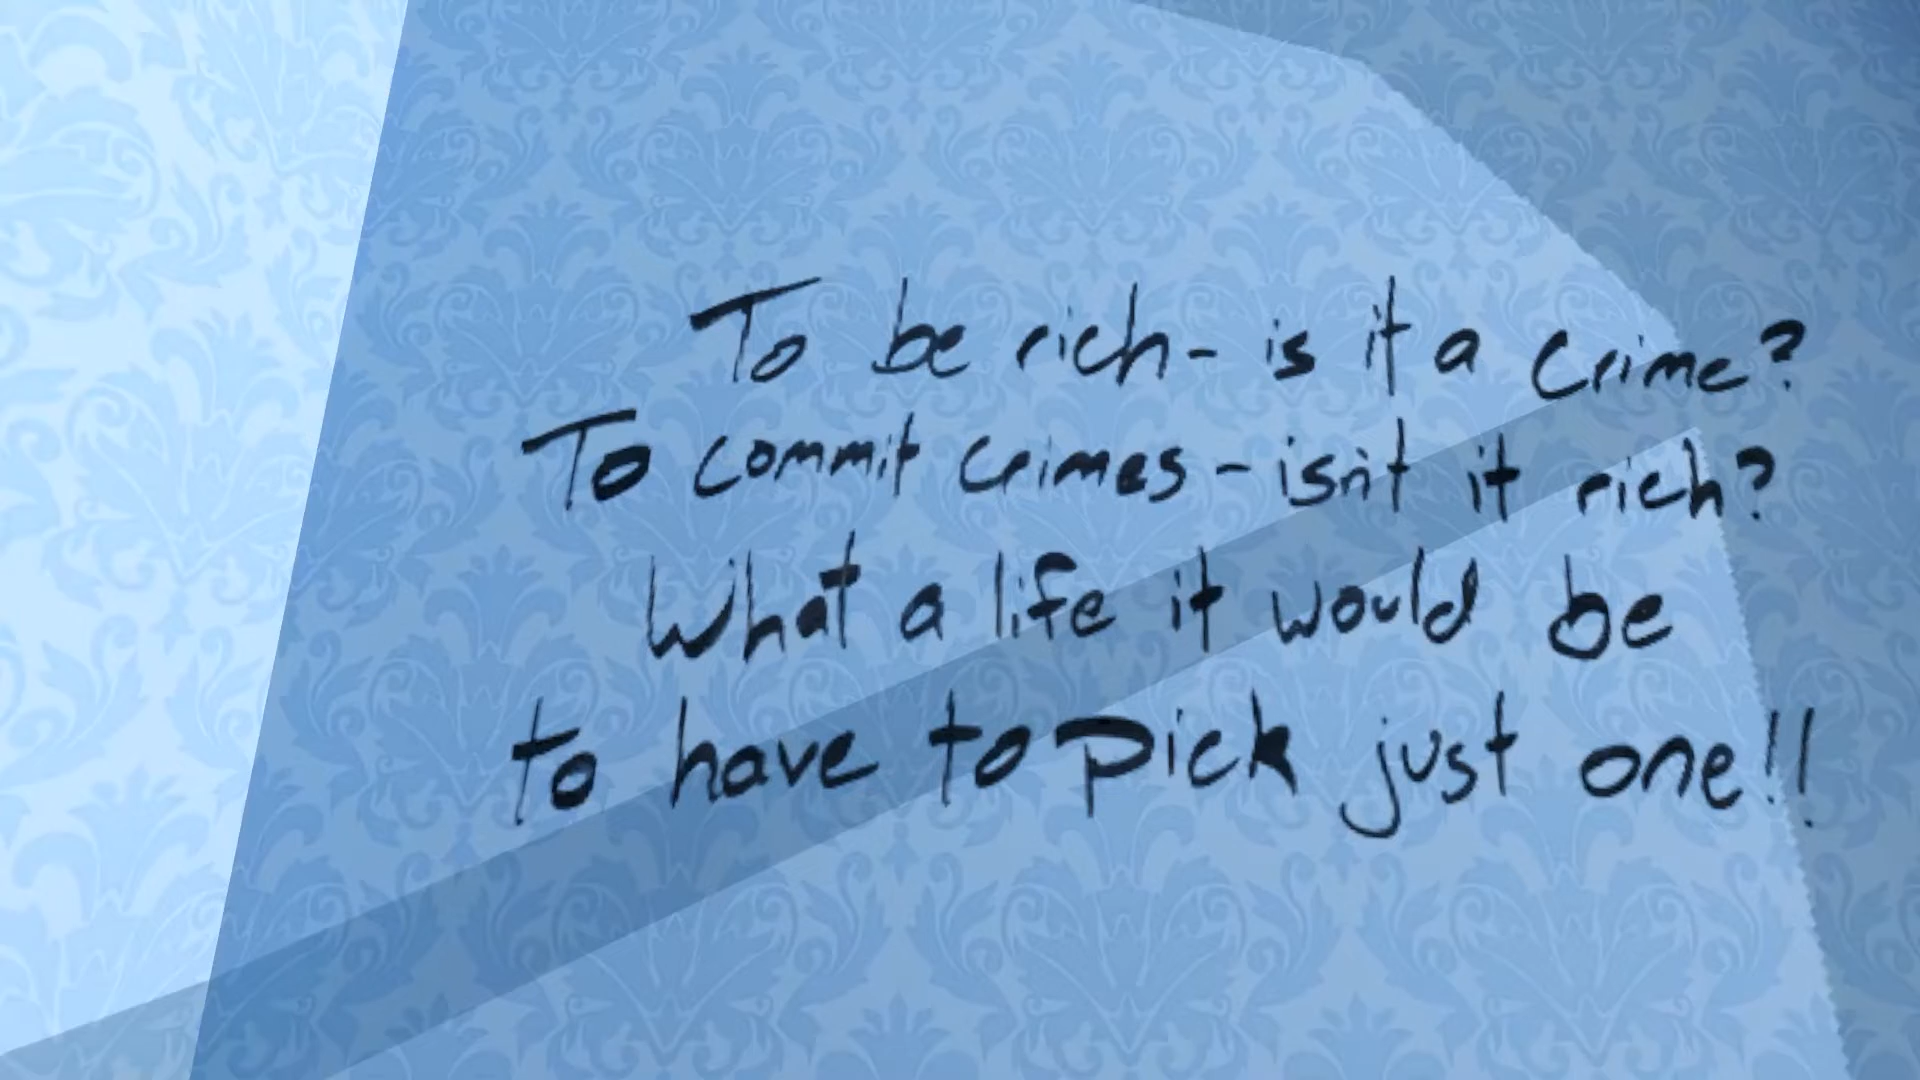 To be rich- is it a crime?
To commit crimes - isn't it rich?
What a life it would be
to have to pick just one!!